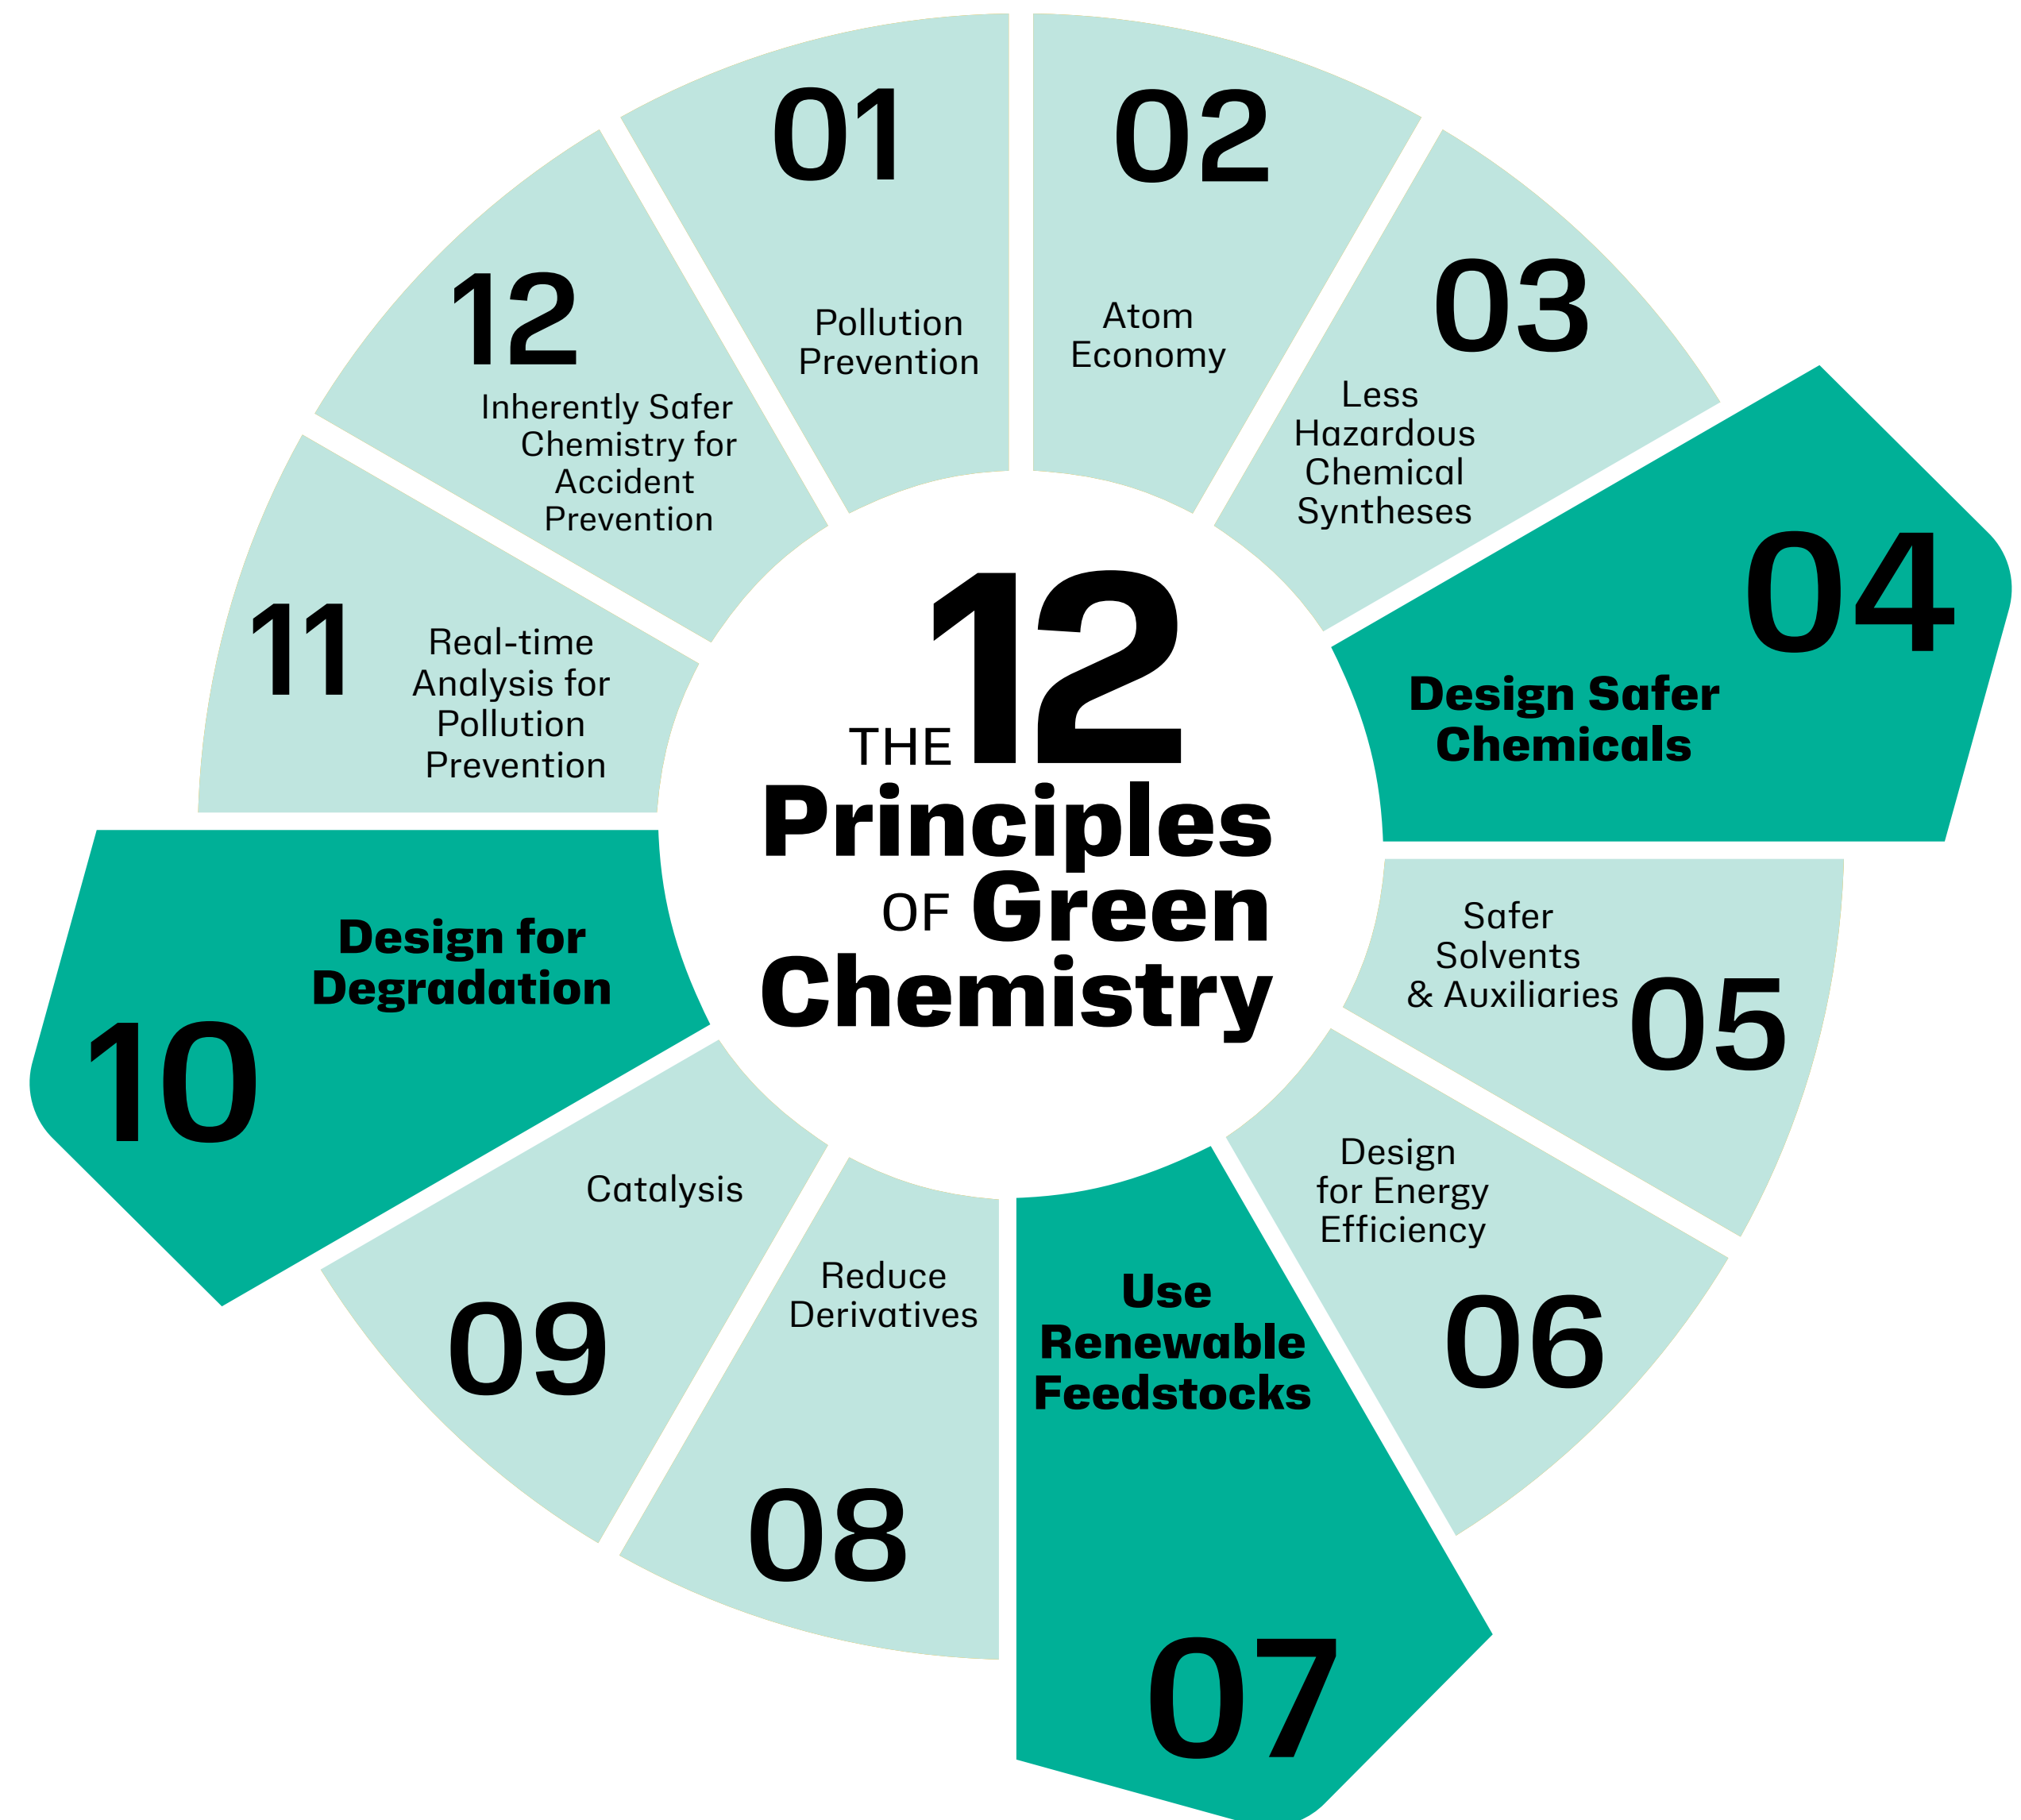 THE 12
Principles
OF Green
Chemistry
01
Pollution
Prevention
02
Atom
Economy
03
Less
Hazardous
Chemical
Syntheses
04
Design Safer
Chemicals
05
Safer
Solvents
& Auxiliaries
06
Design
for Energy
Efficiency
07
Use
Renewable
Feedstocks
08
Reduce
Derivatives
09
Catalysis
10
Design for
Degradation
11
Real-time
Analysis for
Pollution
Prevention
12
Inherently Safer
Chemistry for
Accident
Prevention